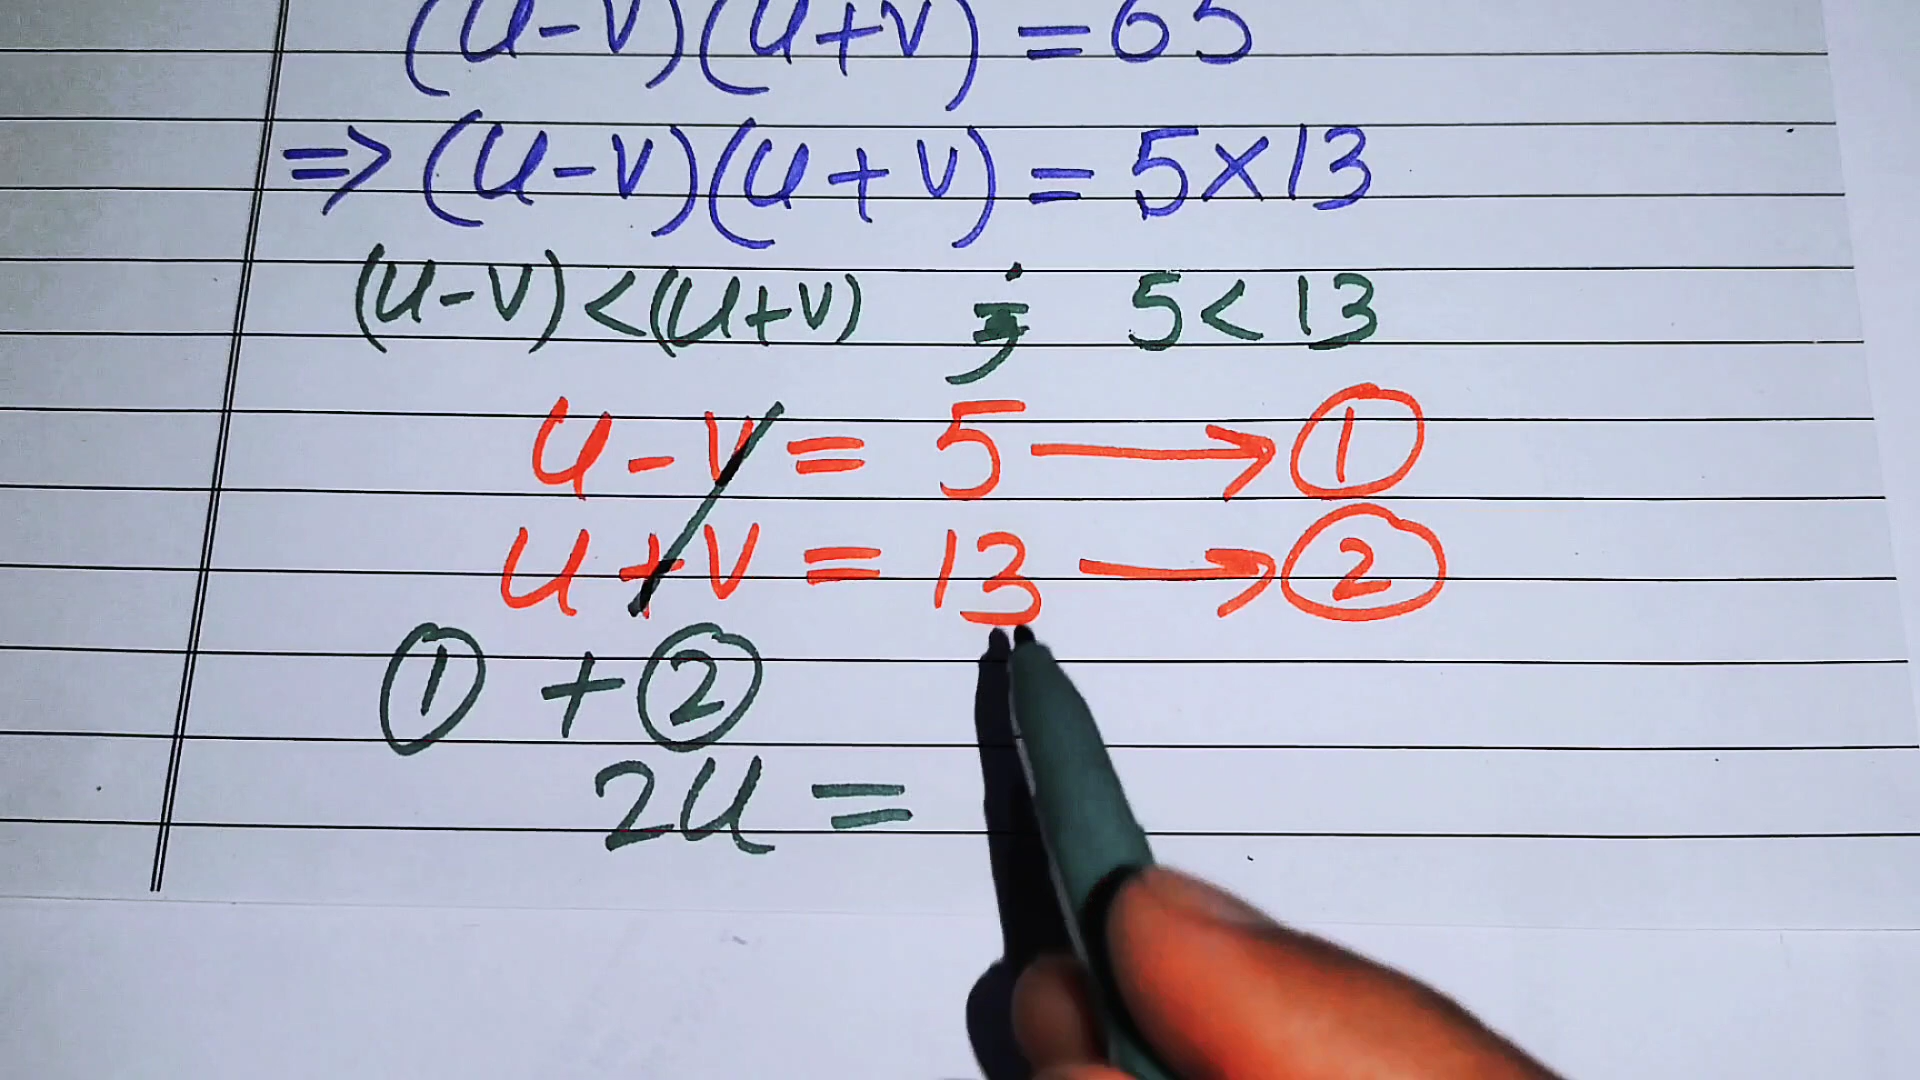 (u-v)(u+v) = 65
=> (u-v)(u+v) = 5×13
(u-v)<(u+v) ; 5<13
u-v = 5 → ①
u+v = 13 → ②
① + ②
2u =